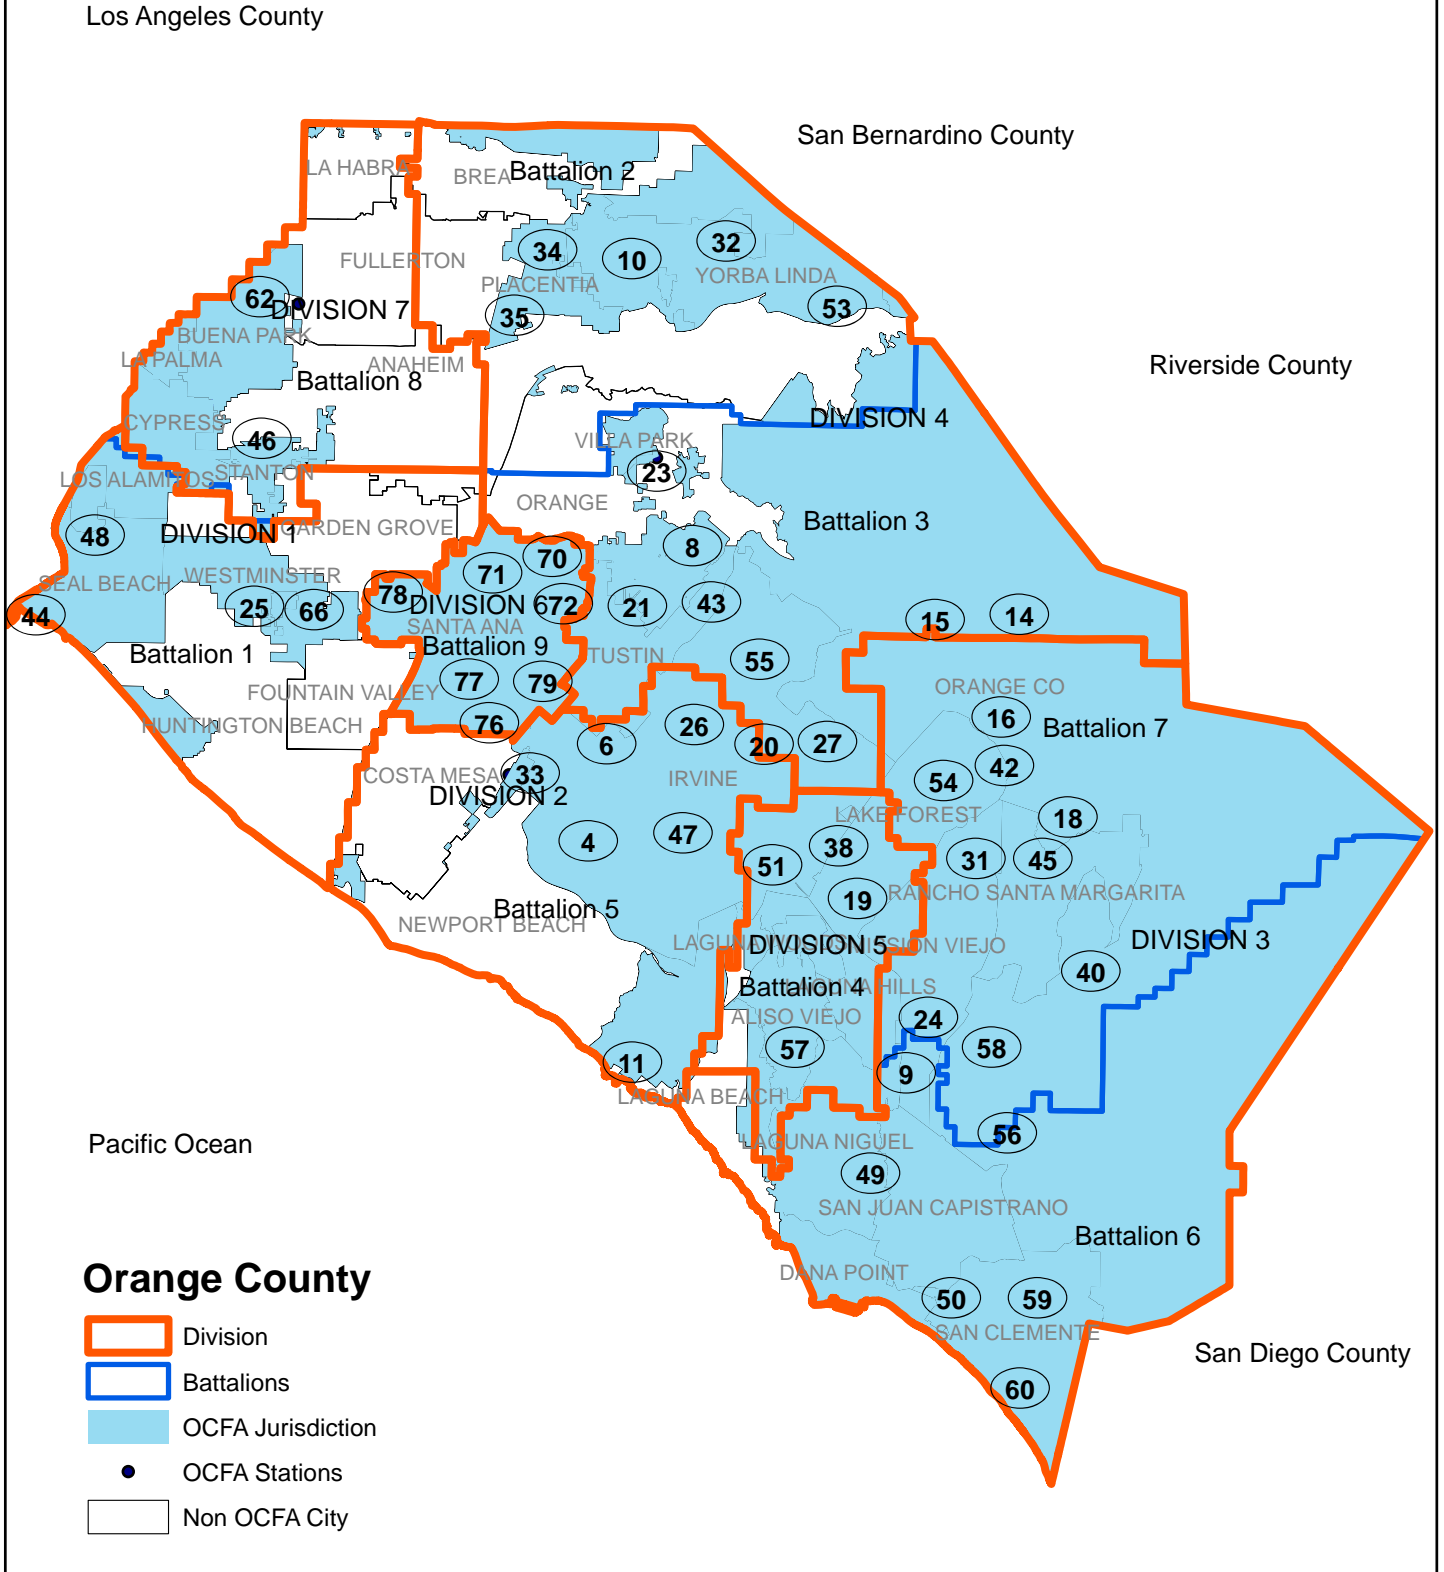 Los Angeles County
San Bernardino County
LA HABRA
BREA
Battalion 2
34
10
32
FULLERTON
PLACENTIA
YORBA LINDA
62
DIVISION 7
35
53
BUENA PARK
LA PALMA
ANAHEIM
Battalion 8
Riverside County
CYPRESS
46
DIVISION 4
VILLA PARK
23
LOS ALAMITOS
STANTON
ORANGE
48
DIVISION 1
GARDEN GROVE
Battalion 3
8
70
71
SEAL BEACH
WESTMINSTER
78
DIVISION 6
72
21
43
44
25
66
SANTA ANA
15
14
Battalion 1
Battalion 9
TUSTIN
55
77
79
FOUNTAIN VALLEY
ORANGE CO
HUNTINGTON BEACH
76
6
26
20
27
16
Battalion 7
COSTA MESA
33
IRVINE
54
42
DIVISION 2
LAKE FOREST
18
4
47
38
51
31
45
19
RANCHO SANTA MARGARITA
Battalion 5
NEWPORT BEACH
LAGUNA WOODS
DIVISION 5
MISSION VIEJO
DIVISION 3
40
Battalion 4
LAGUNA HILLS
ALISO VIEJO
24
57
58
11
9
LAGUNA BEACH
Pacific Ocean
LAGUNA NIGUEL
56
49
SAN JUAN CAPISTRANO
Battalion 6
DANA POINT
50
59
SAN CLEMENTE
San Diego County
60
Orange County
Division
Battalions
OCFA Jurisdiction
OCFA Stations
Non OCFA City